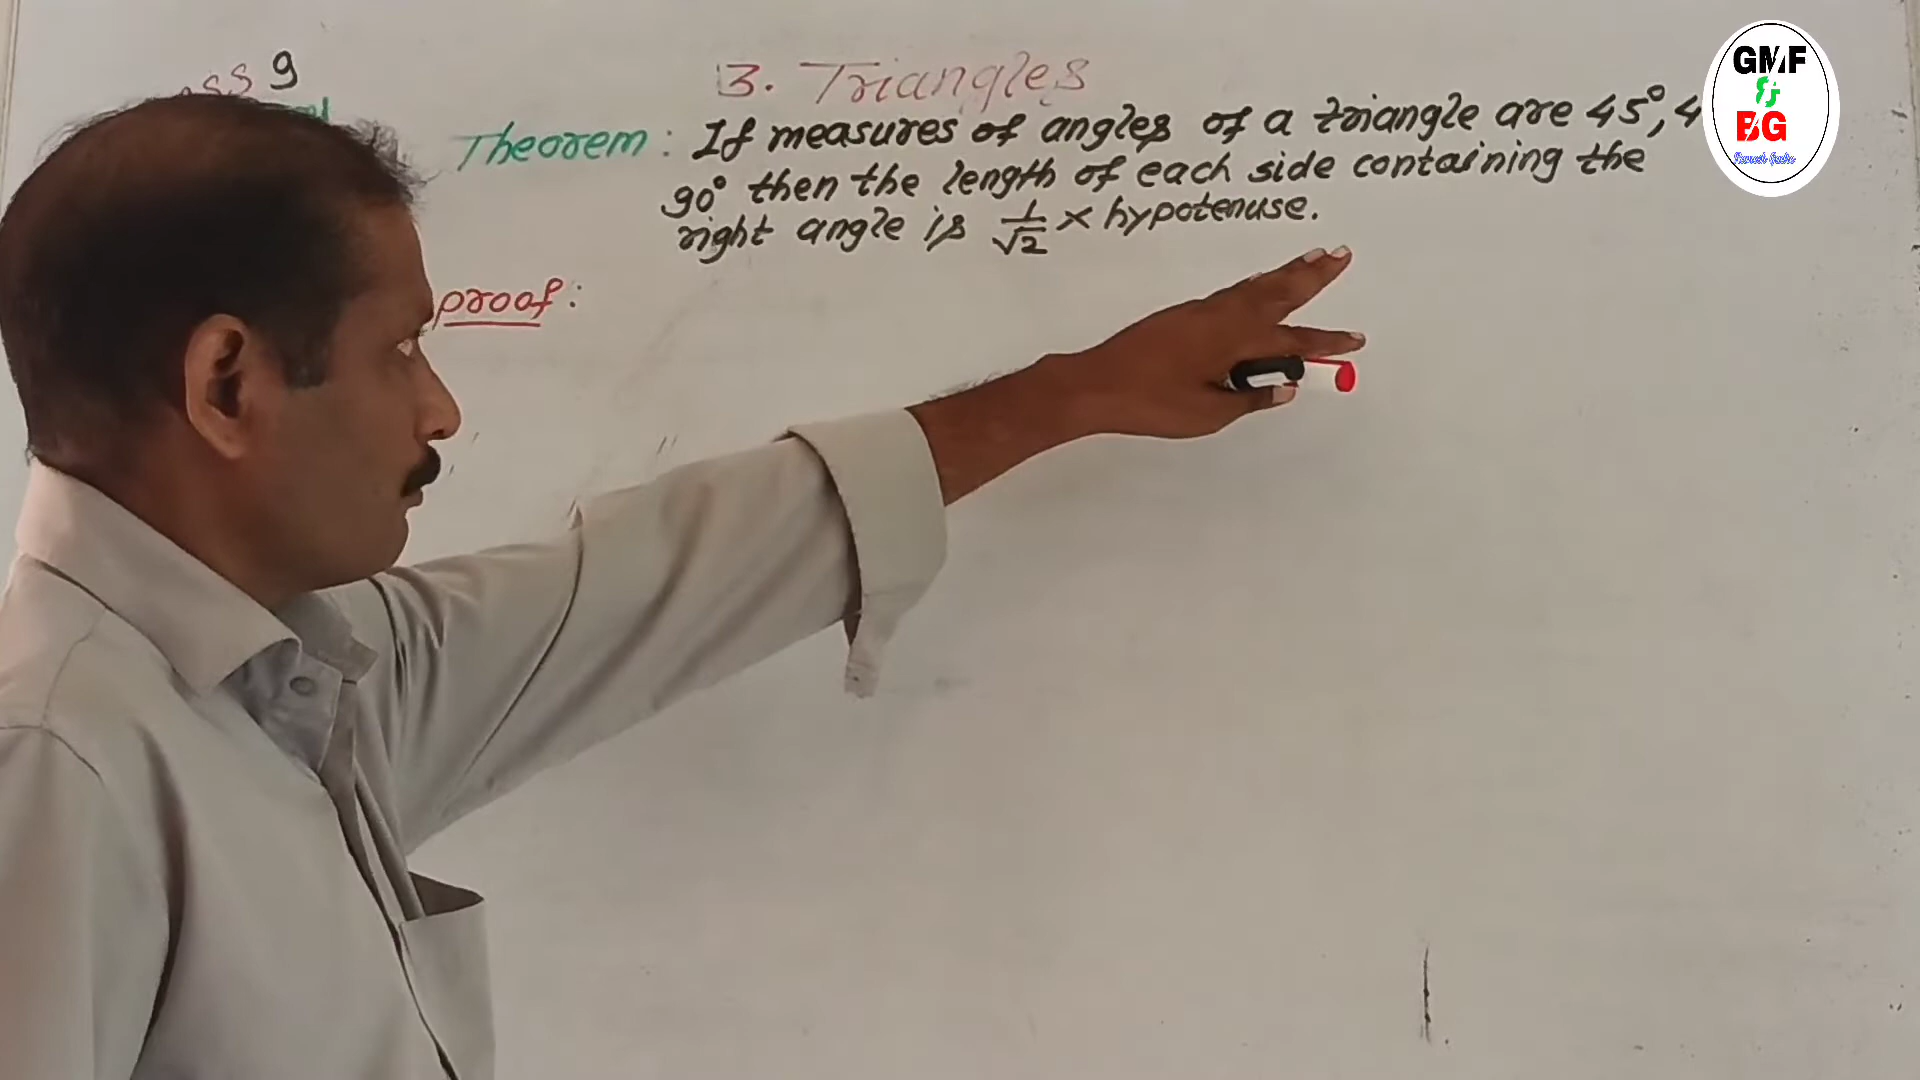 9
3. Triangles
Theorem: If measures of angles of a triangle are 45°, 4
90° then the length of each side containing the
right angle is 1/√2 × hypotenuse.
proof:
GMF
&
BG